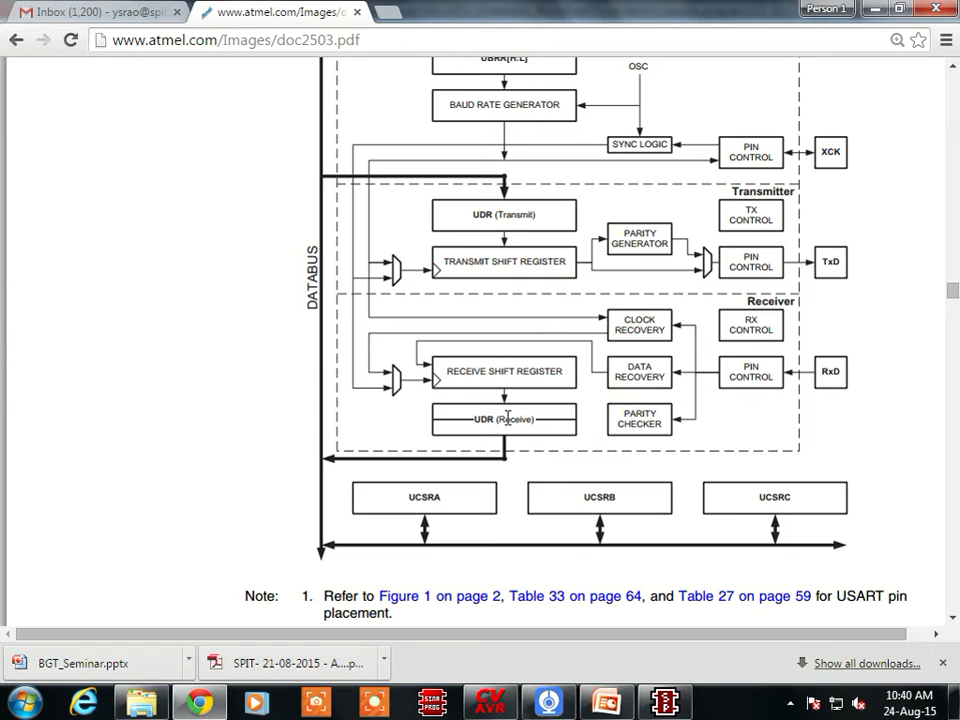 Inbox (1,200) - ysrao@spit
www.atmel.com/Images/d
Person 1
www.atmel.com/Images/doc2503.pdf
UBRR[H:L]
OSC
BAUD RATE GENERATOR
SYNC LOGIC
PIN
CONTROL
XCK
Transmitter
UDR (Transmit)
TX
CONTROL
PARITY
GENERATOR
TRANSMIT SHIFT REGISTER
PIN
CONTROL
TxD
DATABUS
Receiver
CLOCK
RECOVERY
RX
CONTROL
RECEIVE SHIFT REGISTER
DATA
RECOVERY
PIN
CONTROL
RxD
UDR (Receive)
PARITY
CHECKER
UCSRA
UCSRB
UCSRC
Note: 1. Refer to Figure 1 on page 2, Table 33 on page 64, and Table 27 on page 59 for USART pin
placement.
BGT_Seminar.pptx
SPIT- 21-08-2015 - A....p...
Show all downloads...
SINA
PROG
CV
AVR
10:40 AM
24-Aug-15